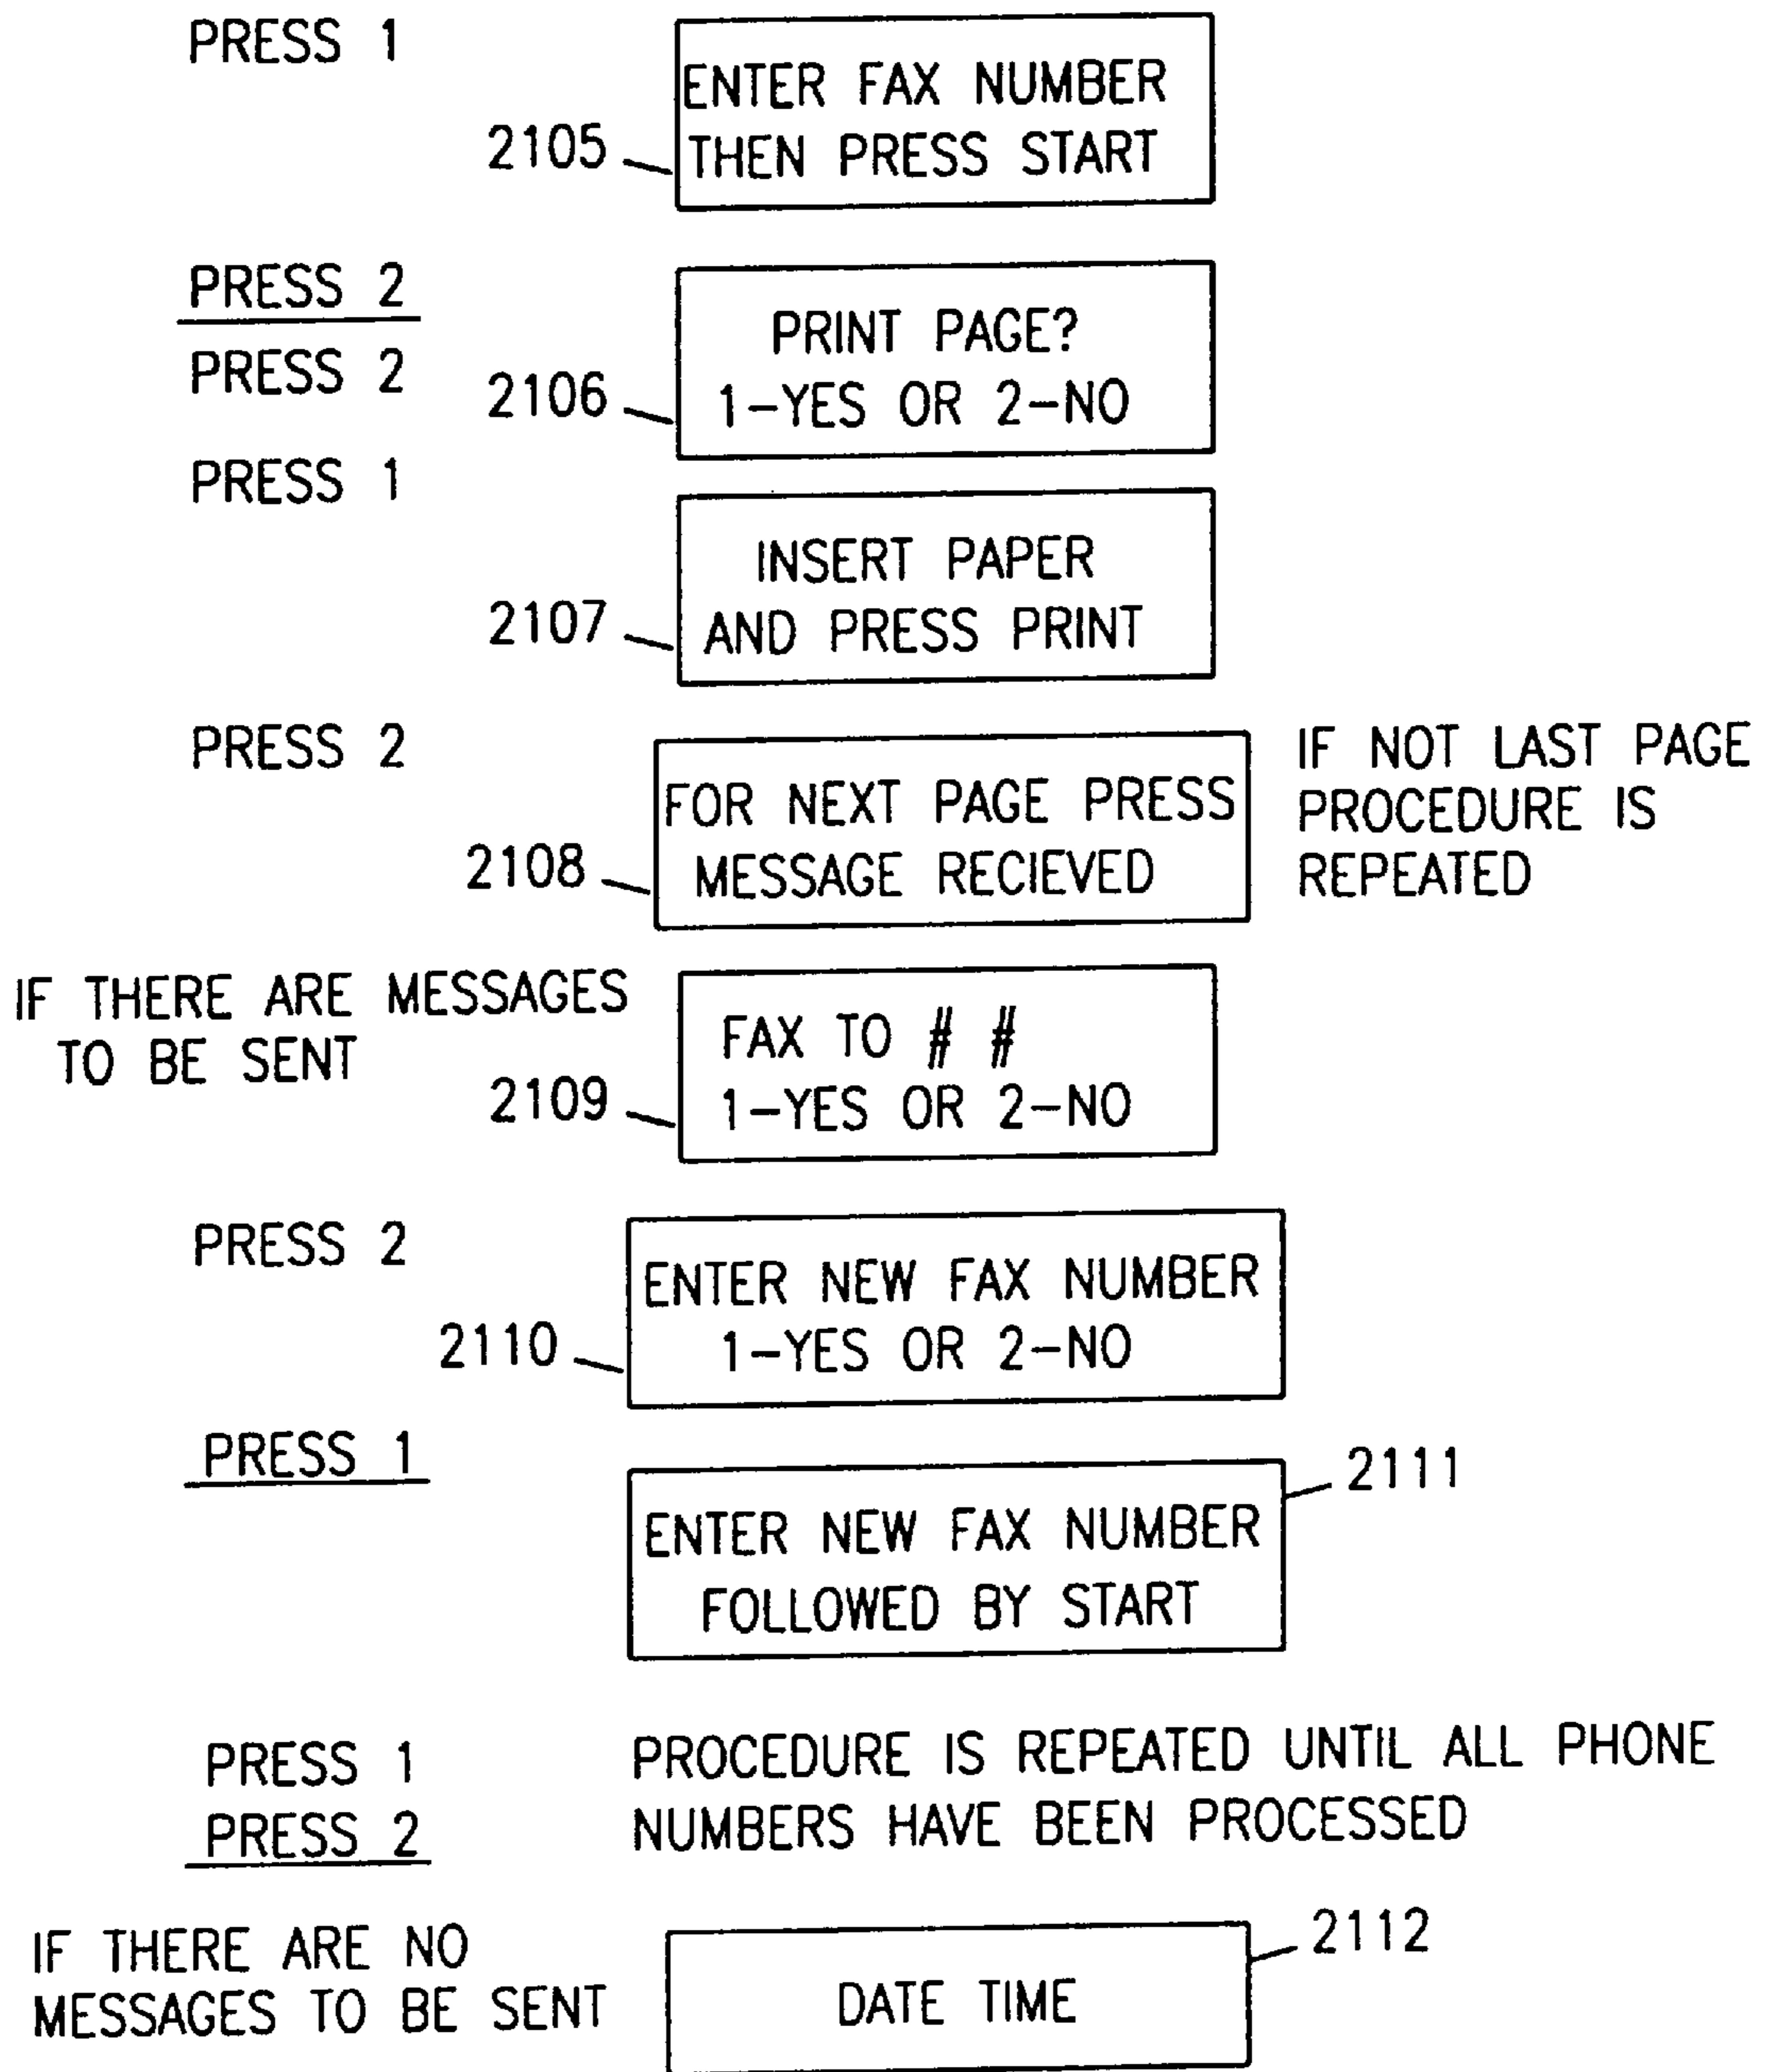 PRESS 1
ENTER FAX NUMBER
THEN PRESS START
2105
PRESS 2
PRESS 2
PRINT PAGE?
1-YES OR 2-NO
2106
PRESS 1
INSERT PAPER
AND PRESS PRINT
2107
PRESS 2
FOR NEXT PAGE PRESS
MESSAGE RECIEVED
2108
IF NOT LAST PAGE
PROCEDURE IS
REPEATED
IF THERE ARE MESSAGES
TO BE SENT
FAX TO # #
1-YES OR 2-NO
2109
PRESS 2
ENTER NEW FAX NUMBER
1-YES OR 2-NO
2110
PRESS 1
ENTER NEW FAX NUMBER
FOLLOWED BY START
2111
PRESS 1
PRESS 2
PROCEDURE IS REPEATED UNTIL ALL PHONE
NUMBERS HAVE BEEN PROCESSED
IF THERE ARE NO
MESSAGES TO BE SENT
DATE TIME
2112